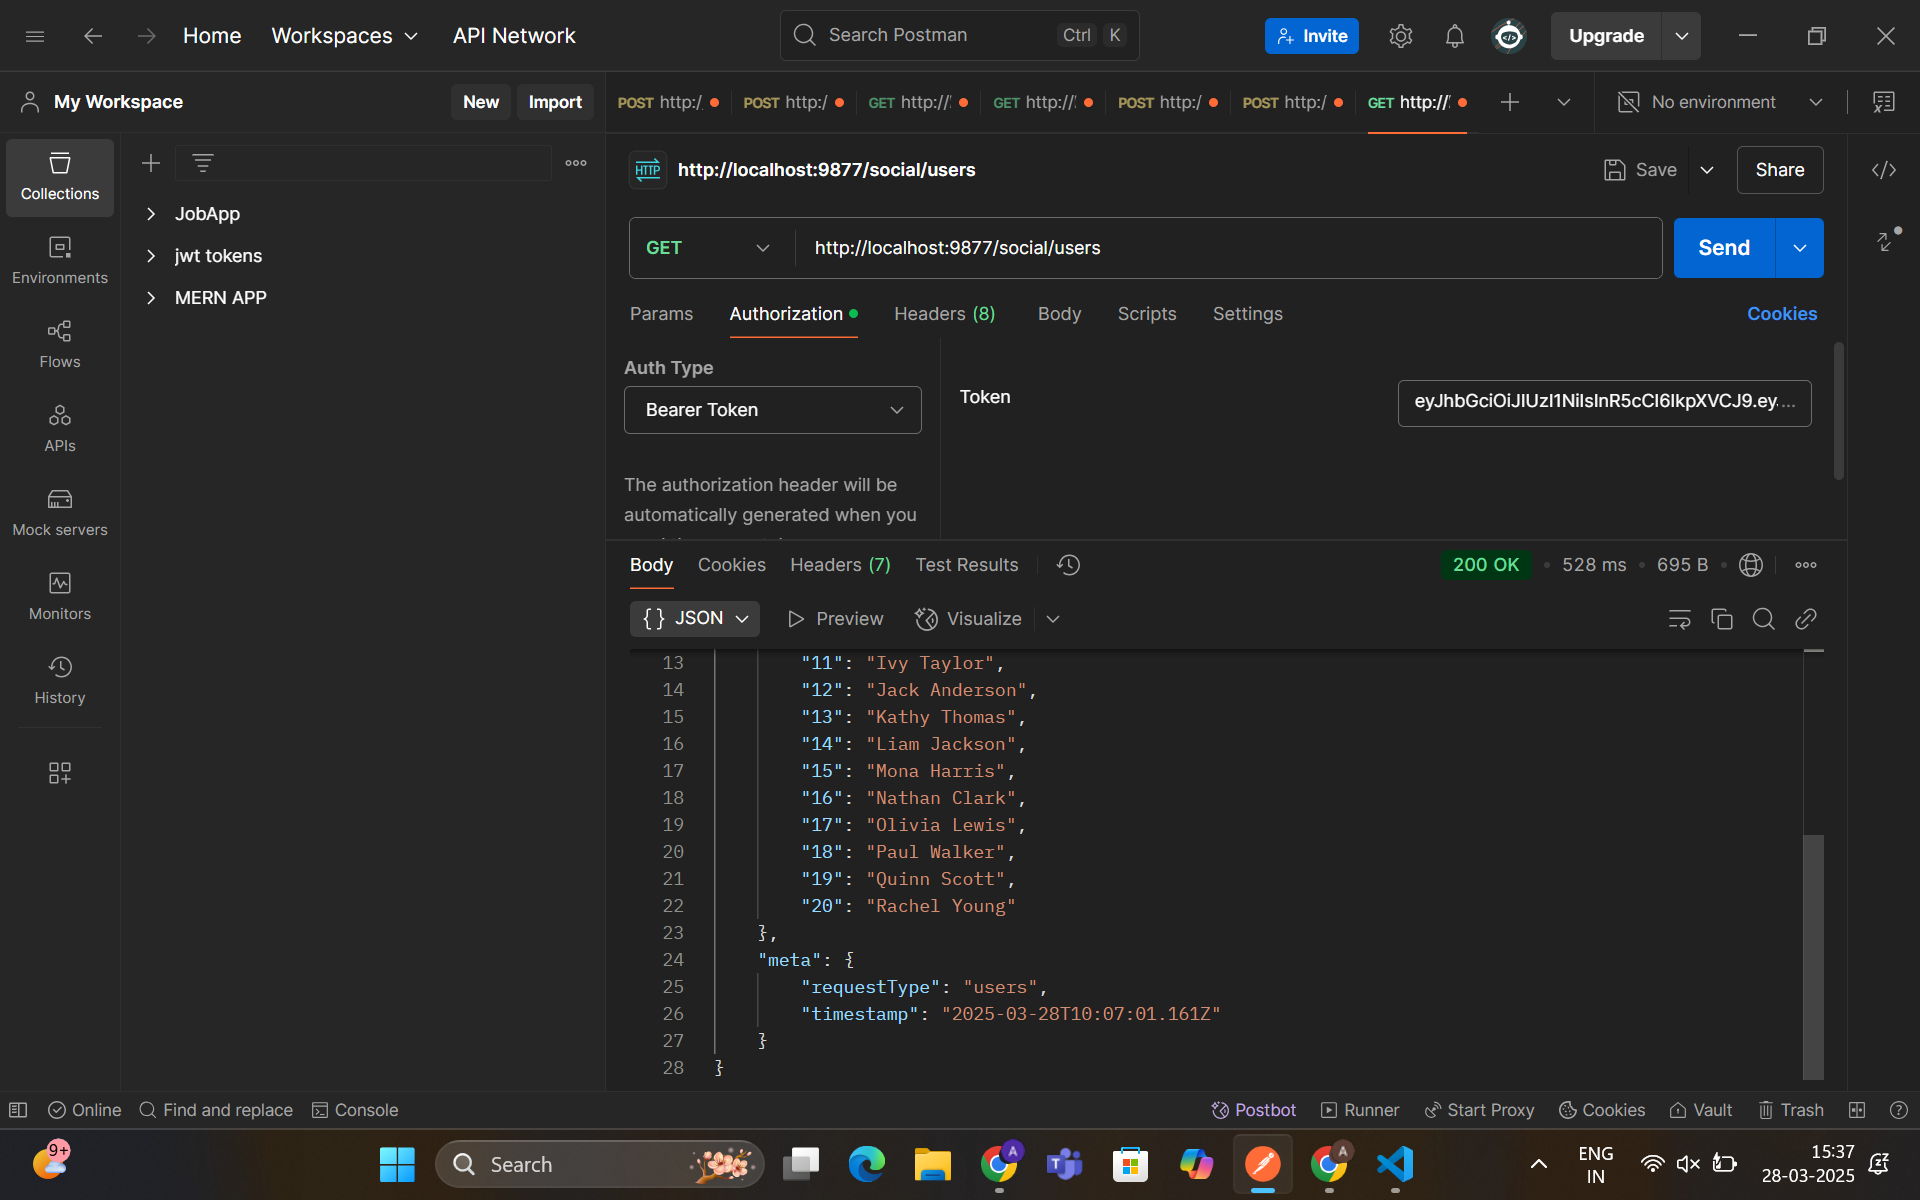 Home
Workspaces
API Network
Search Postman
Ctrl K
Invite
Upgrade
My Workspace
New
Import
POST http:/
POST http:/
GET http://
GET http://
POST http:/
POST http:/
GET http://
No environment
Collections
Environments
Flows
APIs
Mock servers
Monitors
History
JobApp
jwt tokens
MERN APP
HTTP
http://localhost:9877/social/users
Save
Share
GET
http://localhost:9877/social/users
Send
Params
Authorization
Headers (8)
Body
Scripts
Settings
Cookies
Auth Type
Bearer Token
The authorization header will be
automatically generated when you
Token
eyJhbGciOiJIUzI1NiIsInR5cCI6IkpXVCJ9.ey...
Body
Cookies
Headers (7)
Test Results
200 OK
528 ms
695 B
{} JSON
Preview
Visualize
13 "11": "Ivy Taylor",
14 "12": "Jack Anderson",
15 "13": "Kathy Thomas",
16 "14": "Liam Jackson",
17 "15": "Mona Harris",
18 "16": "Nathan Clark",
19 "17": "Olivia Lewis",
20 "18": "Paul Walker",
21 "19": "Quinn Scott",
22 "20": "Rachel Young"
23 },
24 "meta": {
25 "requestType": "users",
26 "timestamp": "2025-03-28T10:07:01.161Z"
27 }
28 }
Online
Find and replace
Console
Postbot
Runner
Start Proxy
Cookies
Vault
Trash
9+
Search
A
A
ENG
IN
15:37
28-03-2025